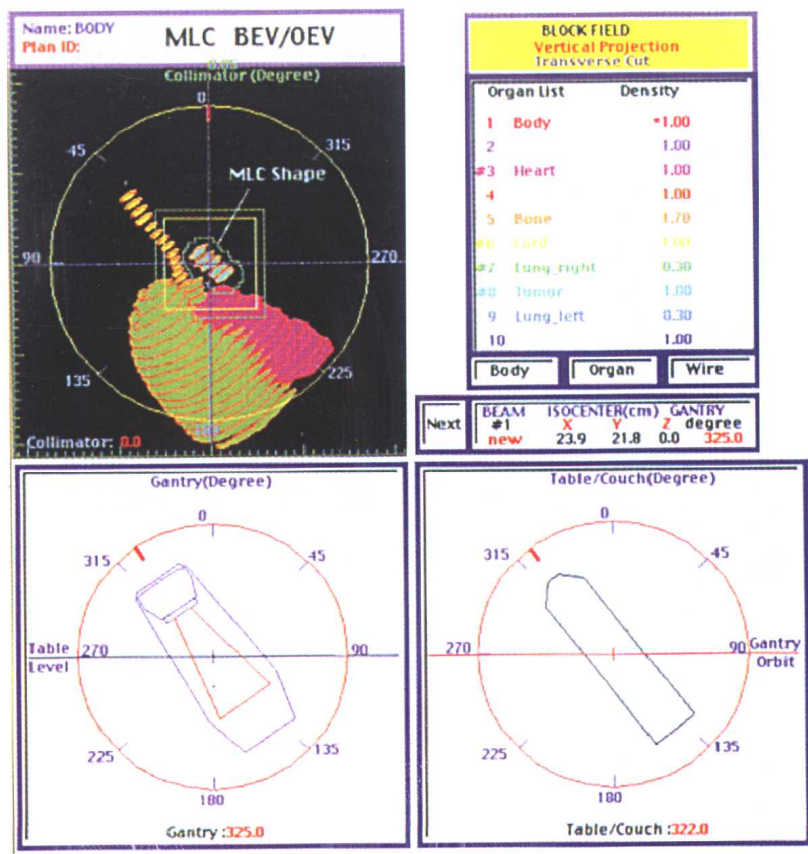 Name: BODY
Plan ID:
MLC BEV/OEV
0.05
Collimator (Degree)
0
45
315
MLC Shape
90
270
135
225
180
Collimator: 0.0
BLOCK FIELD
Vertical Projection
Transverse Cut
Organ List Density
1 Body *1.00
2 1.00
#3 Heart 1.00
4 1.00
5 Bone 1.70
#6 Cord 1.00
#7 Lung_right 0.30
#8 Tumor 1.00
9 Lung_left 0.30
10 1.00
Body Organ Wire
Next
BEAM ISOCENTER(cm) GANTRY
#1 X Y Z degree
new 23.9 21.8 0.0 325.0
Gantry(Degree)
0
315
45
Table
Level
270
90
225
135
180
Gantry :325.0
Table/Couch(Degree)
0
315
45
270
90
Gantry
Orbit
225
135
180
Table/Couch :322.0